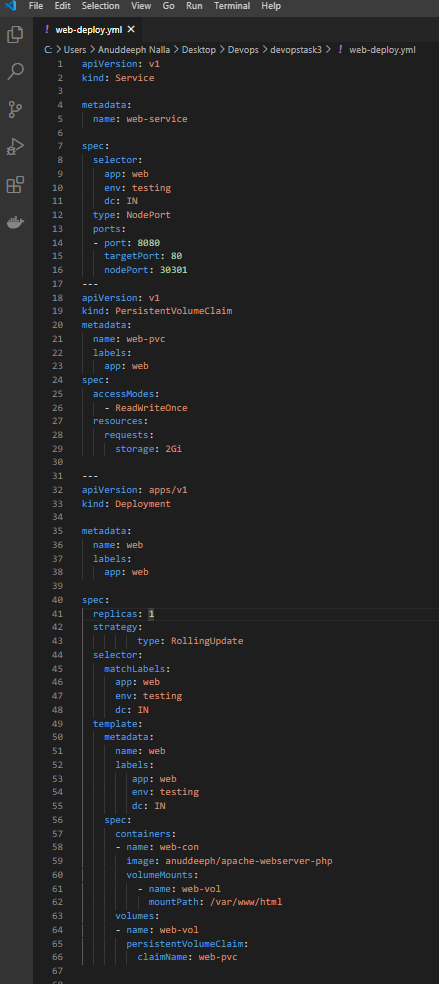 File Edit Selection View Go Run Terminal Help
! web-deploy.yml ×
C: > Users > Anuddeeph Nalla > Desktop > Devops > devopstask3 > ! web-deploy.yml
1 apiVersion: v1
2 kind: Service
3
4 metadata:
5   name: web-service
6
7 spec:
8   selector:
9     app: web
10     env: testing
11     dc: IN
12   type: NodePort
13   ports:
14   - port: 8080
15     targetPort: 80
16     nodePort: 30301
17 ---
18 apiVersion: v1
19 kind: PersistentVolumeClaim
20 metadata:
21   name: web-pvc
22   labels:
23     app: web
24 spec:
25   accessModes:
26     - ReadWriteOnce
27   resources:
28     requests:
29       storage: 2Gi
30
31 ---
32 apiVersion: apps/v1
33 kind: Deployment
34
35 metadata:
36   name: web
37   labels:
38     app: web
39
40 spec:
41   replicas: 1
42   strategy:
43           type: RollingUpdate
44   selector:
45     matchLabels:
46       app: web
47       env: testing
48       dc: IN
49   template:
50     metadata:
51       name: web
52       labels:
53          app: web
54          env: testing
55          dc: IN
56     spec:
57       containers:
58       - name: web-con
59         image: anuddeeph/apache-webserver-php
60         volumeMounts:
61           - name: web-vol
62             mountPath: /var/www/html
63       volumes:
64       - name: web-vol
65         persistentVolumeClaim:
66           claimName: web-pvc
67